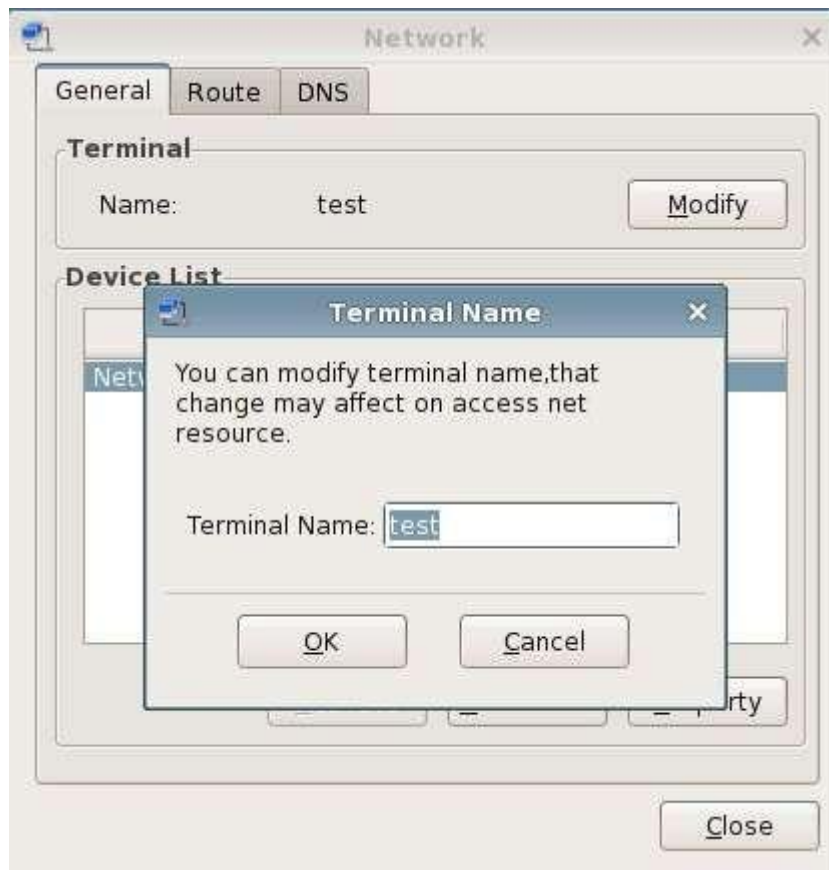 Network
General Route DNS
Terminal
Name: test Modify
Device List
Terminal Name
You can modify terminal name,that
change may affect on access net
resource.
Terminal Name: test
OK Cancel
Close